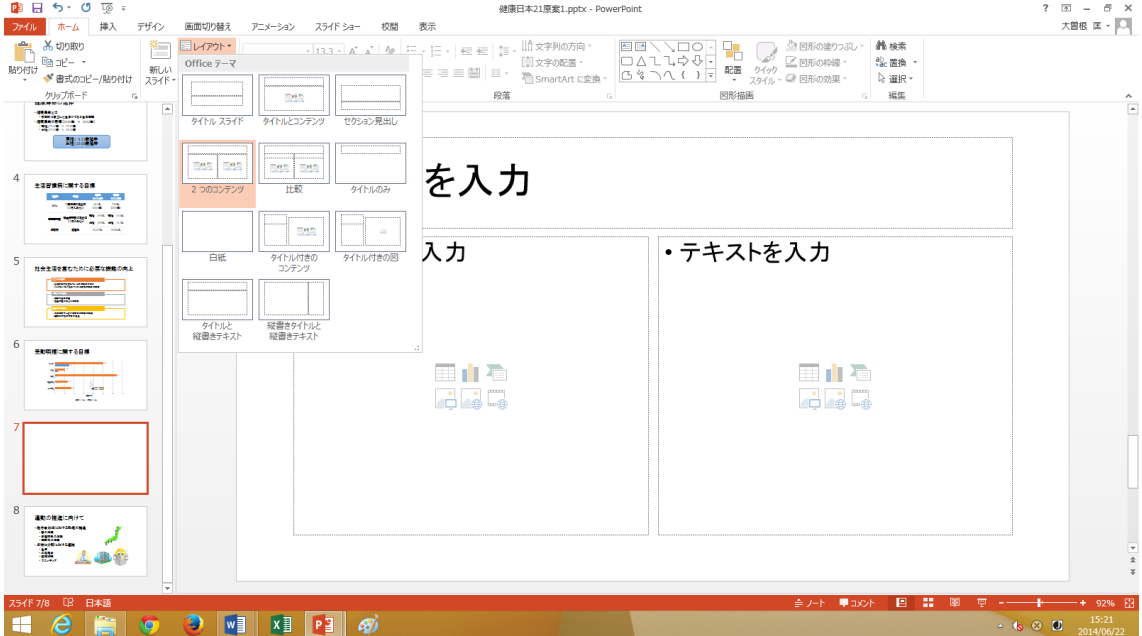 健康日本21原案1.pptx - PowerPoint
ファイル ホーム 挿入 デザイン 画面切り替え アニメーション スライド ショー 校閲 表示
大曽根 匡
貼り付け
切り取り
コピー
書式のコピー/貼り付け
クリップボード
新しい
スライド
レイアウト
13.3
文字列の方向
文字の配置
SmartArt に変換
段落
配置
クイック
スタイル
図形の塗りつぶし
図形の枠線
図形の効果
図形描画
検索
置換
選択
編集
Office テーマ
タイトル スライド
タイトルとコンテンツ
セクション見出し
2 つのコンテンツ
比較
タイトルのみ
白紙
タイトル付きの
コンテンツ
タイトル付きの図
タイトルと
縦書きテキスト
縦書きタイトルと
縦書きテキスト
4
生活習慣病に関する目標
5
社会生活を営むために必要な機能の向上
6
受動喫煙に関する目標
7
8
運動の推進に向けて
を入力
入力
• テキストを入力
スライド 7/8 日本語
ノート コメント 92%
15:21
2014/06/22